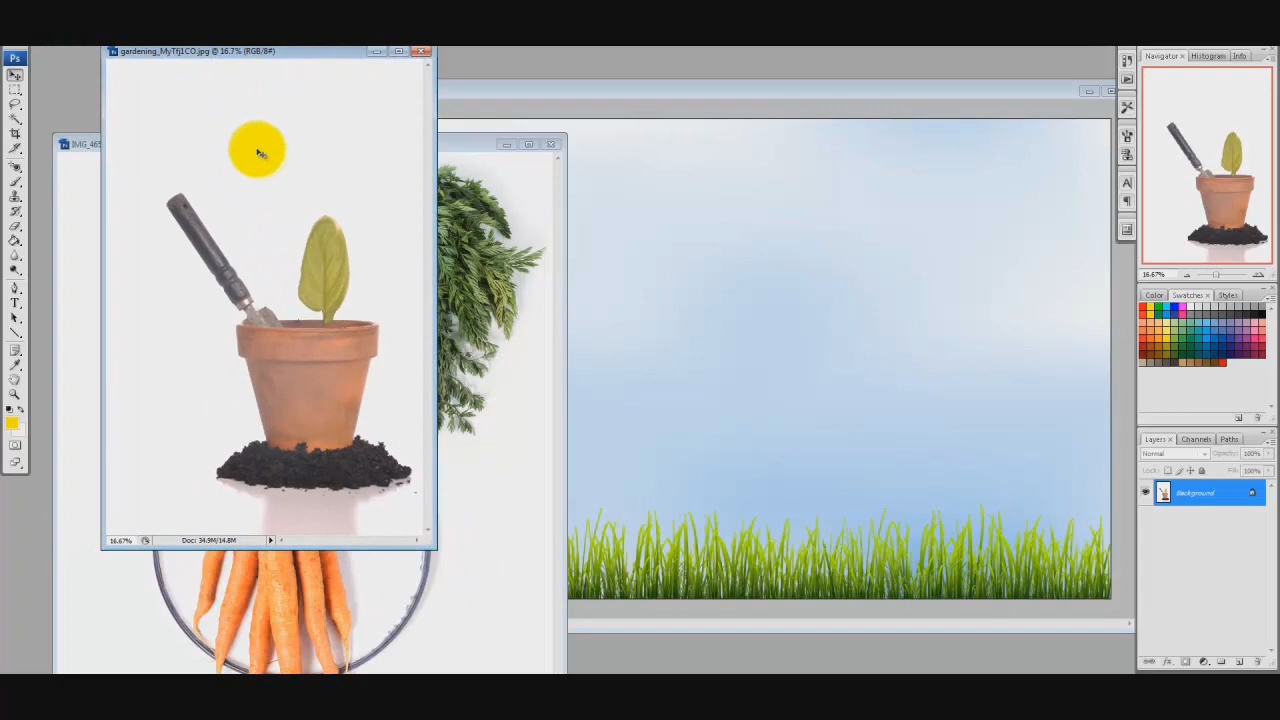 Ps
gardening_MyTfj1CO.jpg @ 16.7% (RGB/8#)
Navigator
Histogram
Info
IMG_465
A
T
16.67%
Color
Swatches
Styles
Layers
Channels
Paths
Normal
Opacity:
100%
Lock:
Fill:
100%
Background
16.67%
Doc: 34.9M/14.8M